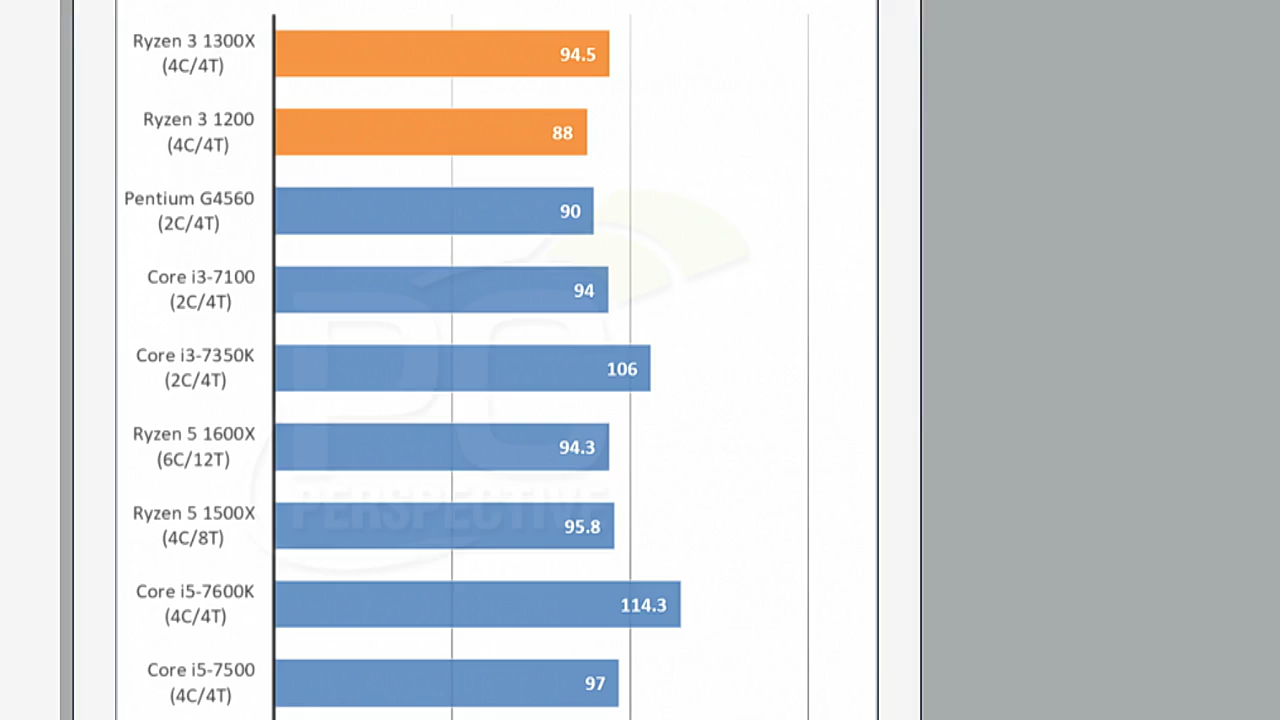 Ryzen 3 1300X
(4C/4T)
94.5
Ryzen 3 1200
(4C/4T)
88
Pentium G4560
(2C/4T)
90
Core i3-7100
(2C/4T)
94
Core i3-7350K
(2C/4T)
106
Ryzen 5 1600X
(6C/12T)
94.3
PC
PERSPECTIVE
Ryzen 5 1500X
(4C/8T)
95.8
Core i5-7600K
(4C/4T)
114.3
Core i5-7500
(4C/4T)
97